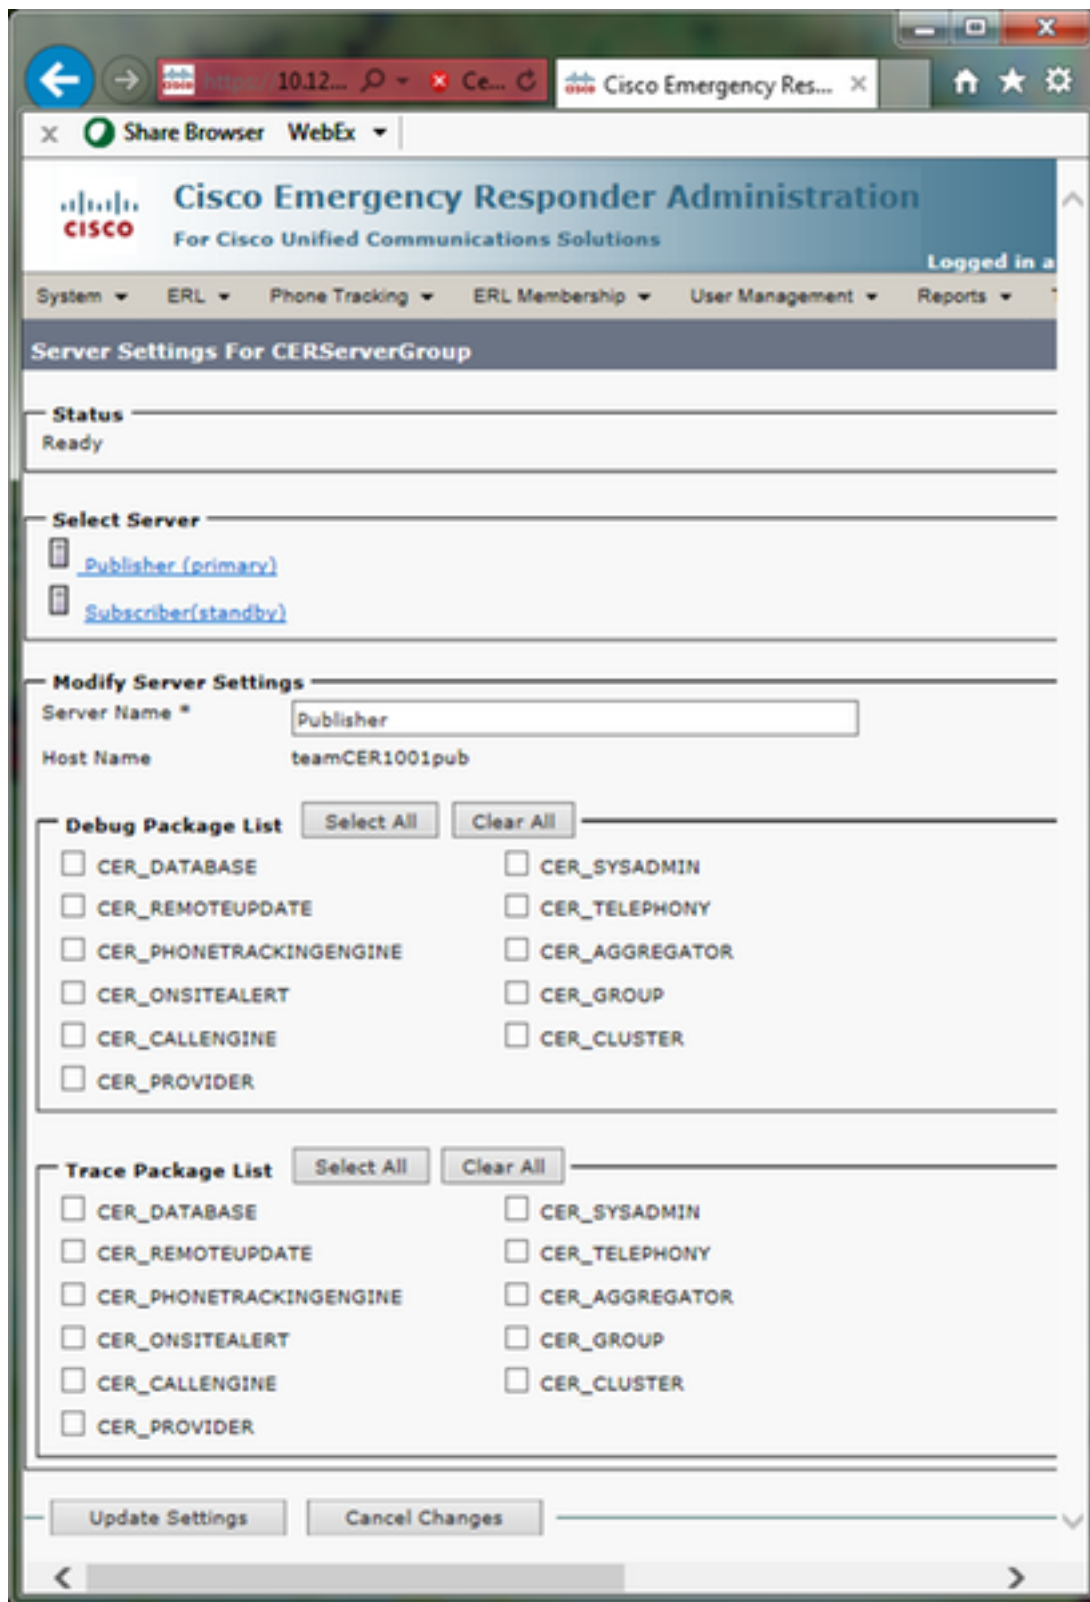 https://10.12... Ce... Cisco Emergency Res...
Share Browser WebEx
CISCO
Cisco Emergency Responder Administration
For Cisco Unified Communications Solutions
Logged in a
System ERL Phone Tracking ERL Membership User Management Reports
Server Settings For CERServerGroup
Status
Ready
Select Server
Publisher (primary)
Subscriber(standby)
Modify Server Settings
Server Name * Publisher
Host Name teamCER1001pub
Debug Package List Select All Clear All
CER_DATABASE CER_SYSADMIN
CER_REMOTEUPDATE CER_TELEPHONY
CER_PHONETRACKINGENGINE CER_AGGREGATOR
CER_ONSITEALERT CER_GROUP
CER_CALLENGINE CER_CLUSTER
CER_PROVIDER
Trace Package List Select All Clear All
CER_DATABASE CER_SYSADMIN
CER_REMOTEUPDATE CER_TELEPHONY
CER_PHONETRACKINGENGINE CER_AGGREGATOR
CER_ONSITEALERT CER_GROUP
CER_CALLENGINE CER_CLUSTER
CER_PROVIDER
Update Settings Cancel Changes